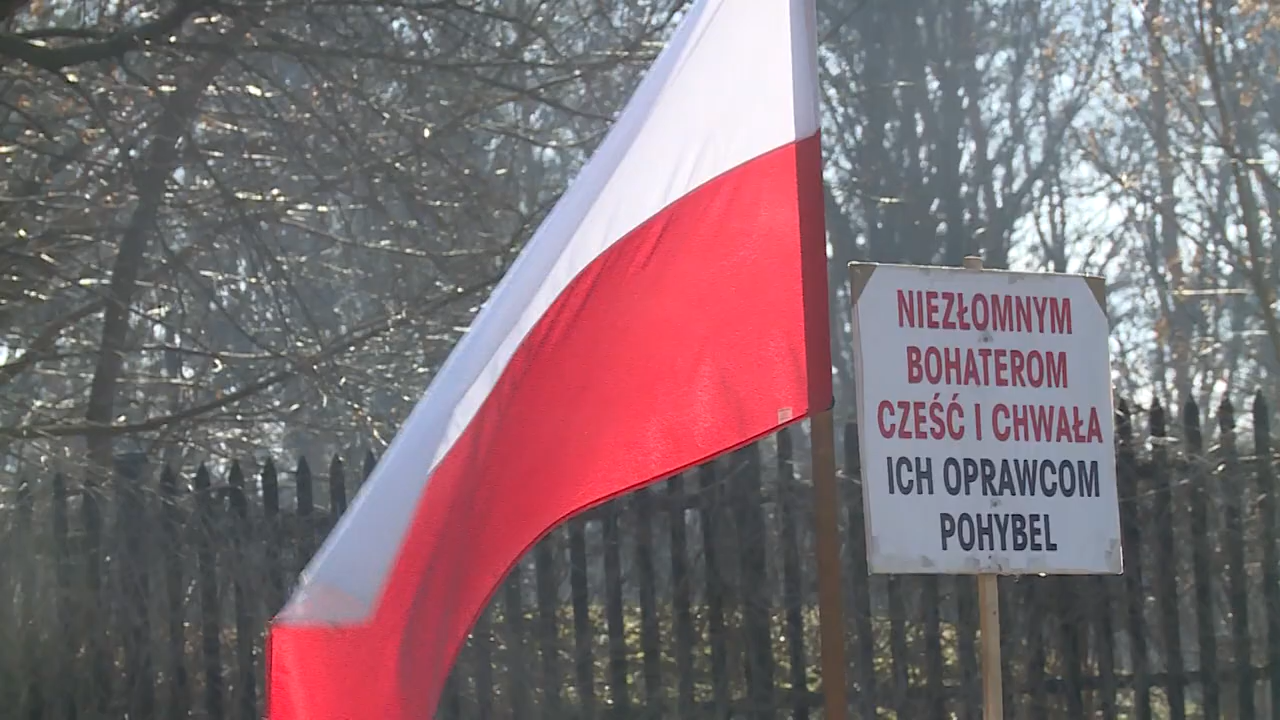 NIEZŁOMNYM
BOHATEROM
CZEŚĆ I CHWAŁA
ICH OPRAWCOM
POHYBEL